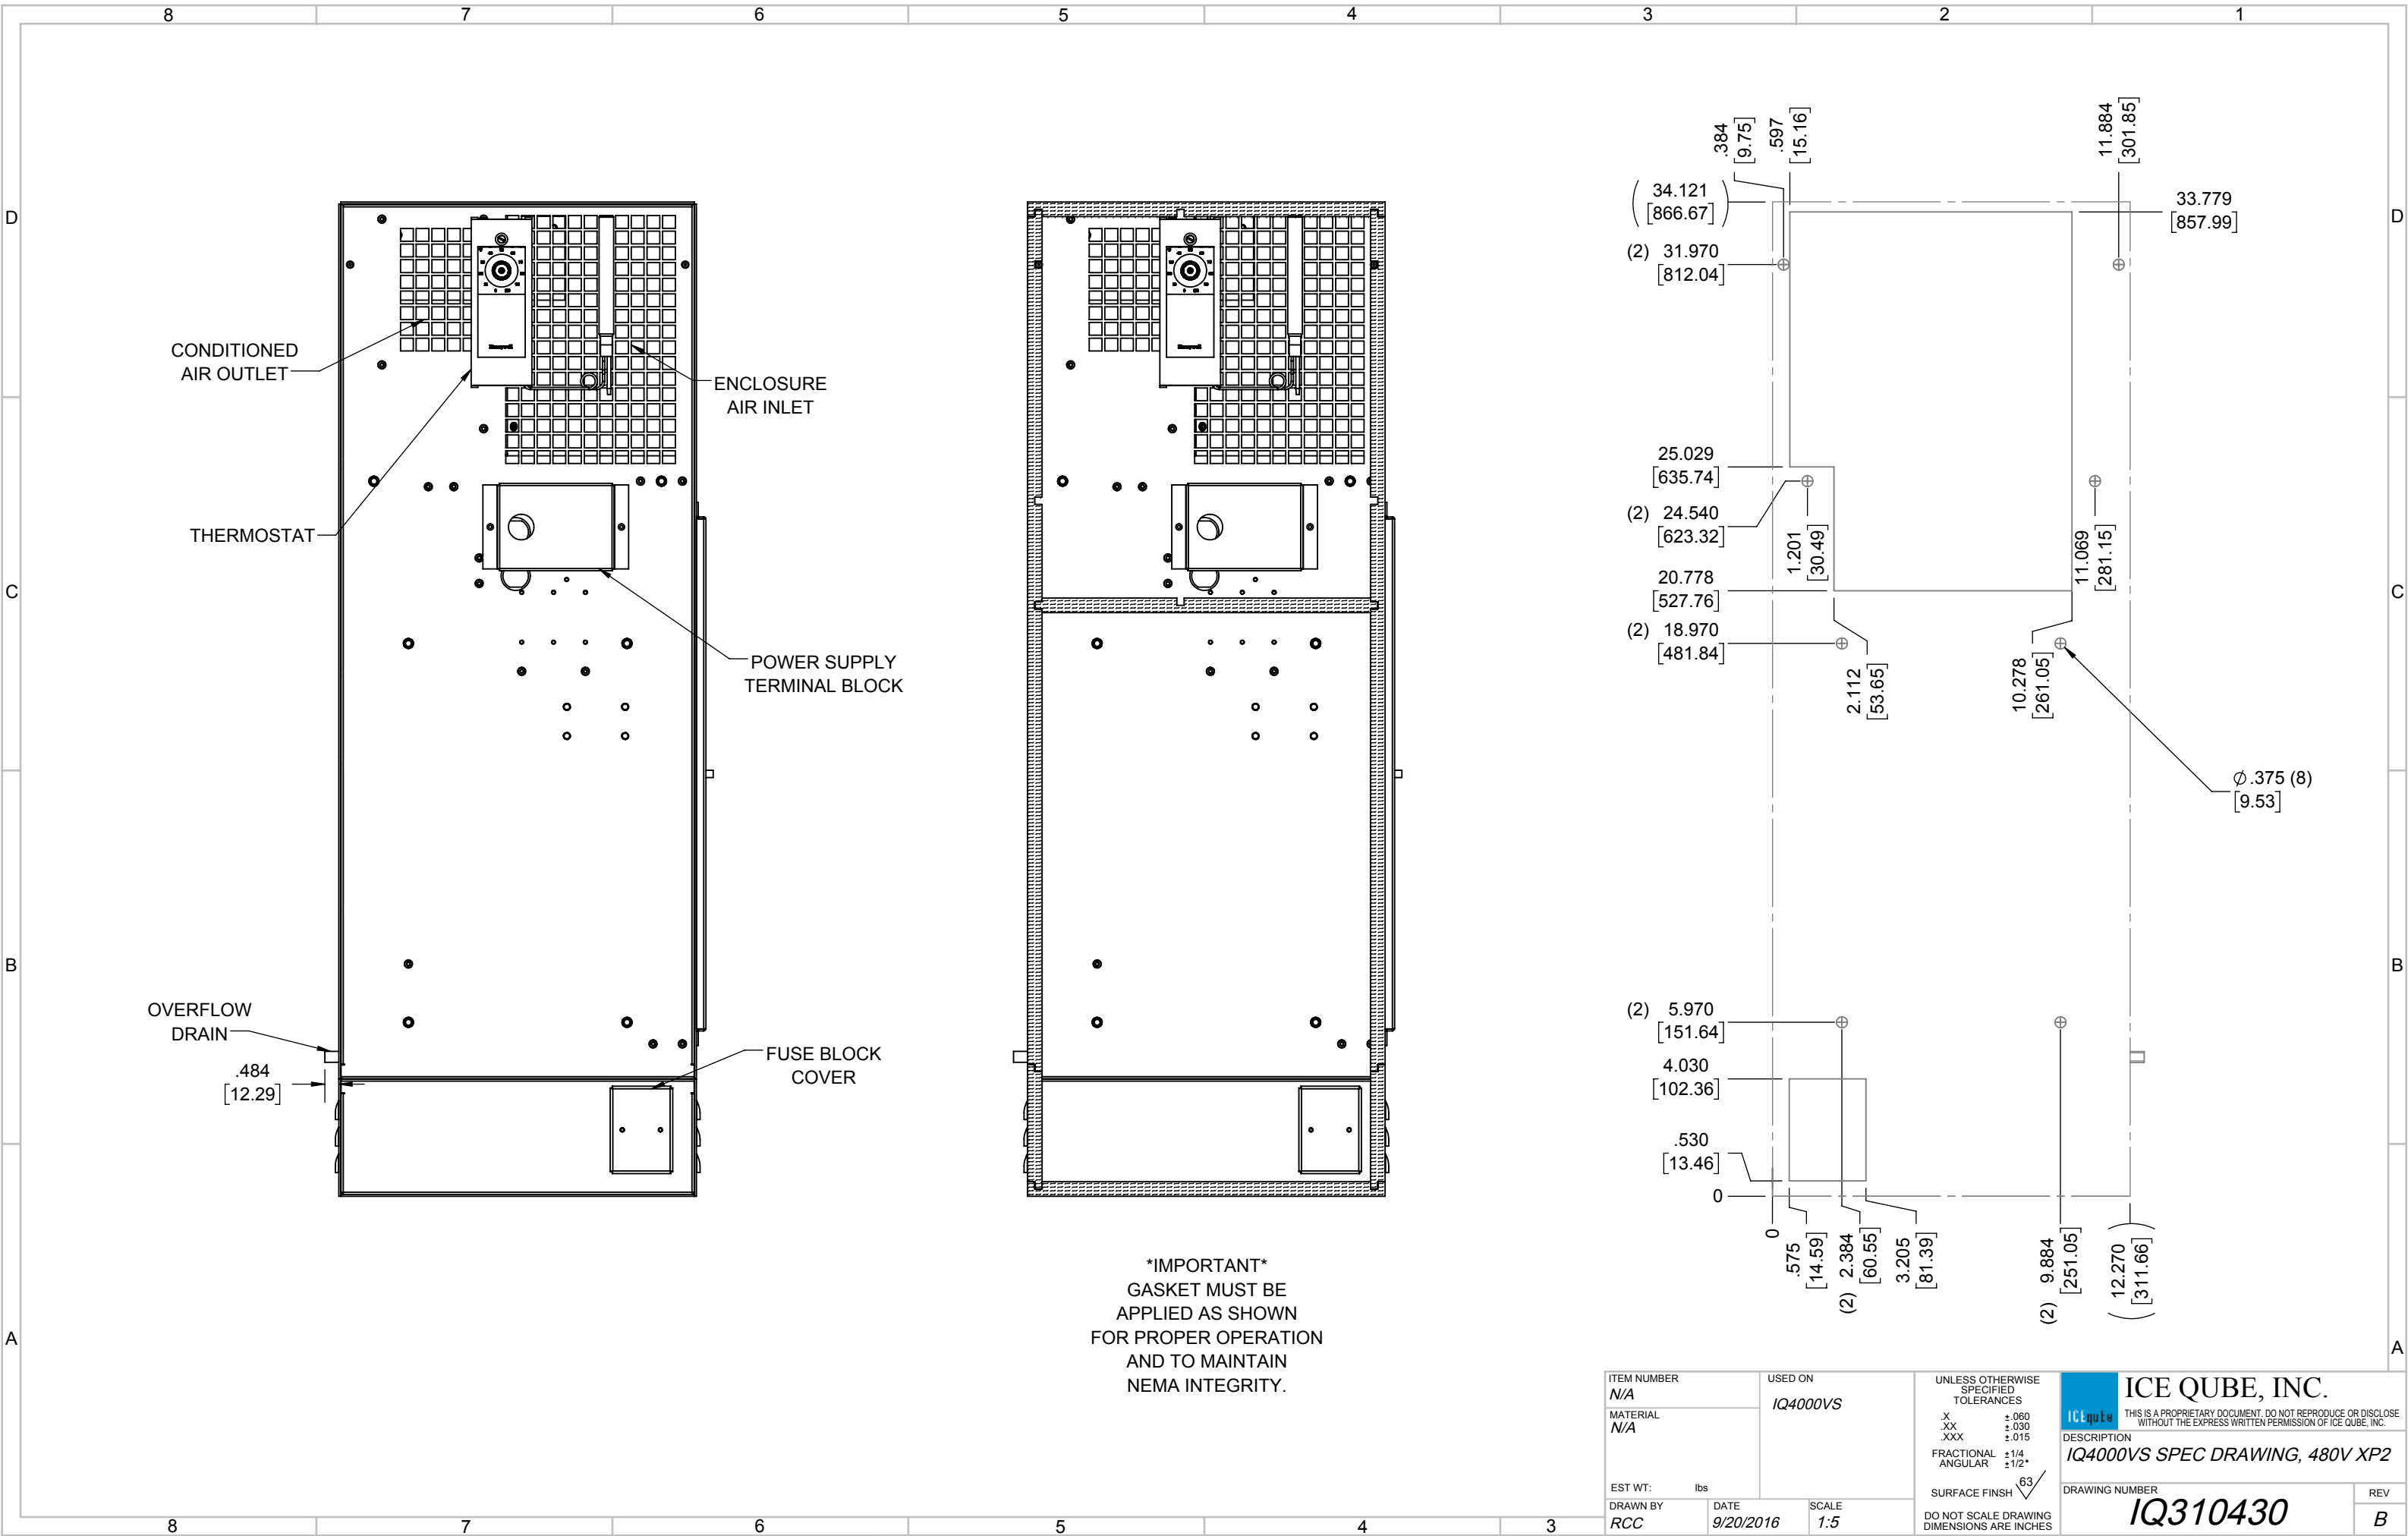 8 7 6 5 4 3 2 1
D D
C C
B B
A A
CONDITIONED
AIR OUTLET
THERMOSTAT
ENCLOSURE
AIR INLET
POWER SUPPLY
TERMINAL BLOCK
OVERFLOW
DRAIN
.484
[12.29]
FUSE BLOCK
COVER
Honeywell
Honeywell
*IMPORTANT*
GASKET MUST BE
APPLIED AS SHOWN
FOR PROPER OPERATION
AND TO MAINTAIN
NEMA INTEGRITY.
.384
[9.75]
.597
[15.16]
11.884
[301.85]
(34.121)
[866.67]
33.779
[857.99]
(2) 31.970
[812.04]
25.029
[635.74]
(2) 24.540
[623.32]
1.201
[30.49]
11.069
[281.15]
20.778
[527.76]
(2) 18.970
[481.84]
2.112
[53.65]
10.278
[261.05]
⌀.375 (8)
[9.53]
(2) 5.970
[151.64]
4.030
[102.36]
.530
[13.46]
0
0
.575
[14.59]
(2) 2.384
[60.55]
3.205
[81.39]
(2) 9.884
[251.05]
(12.270)
[311.66]
ITEM NUMBER
N/A
MATERIAL
N/A
EST WT: lbs
USED ON
IQ4000VS
DRAWN BY
RCC
DATE
9/20/2016
SCALE
1:5
UNLESS OTHERWISE
SPECIFIED
TOLERANCES
.X ±.060
.XX ±.030
.XXX ±.015
FRACTIONAL ±1/4
ANGULAR ±1/2°
63
SURFACE FINSH
DO NOT SCALE DRAWING
DIMENSIONS ARE INCHES
ICEqube
ICE QUBE, INC.
THIS IS A PROPRIETARY DOCUMENT. DO NOT REPRODUCE OR DISCLOSE
WITHOUT THE EXPRESS WRITTEN PERMISSION OF ICE QUBE, INC.
DESCRIPTION
IQ4000VS SPEC DRAWING, 480V XP2
DRAWING NUMBER
IQ310430
REV
B
8 7 6 5 4 3